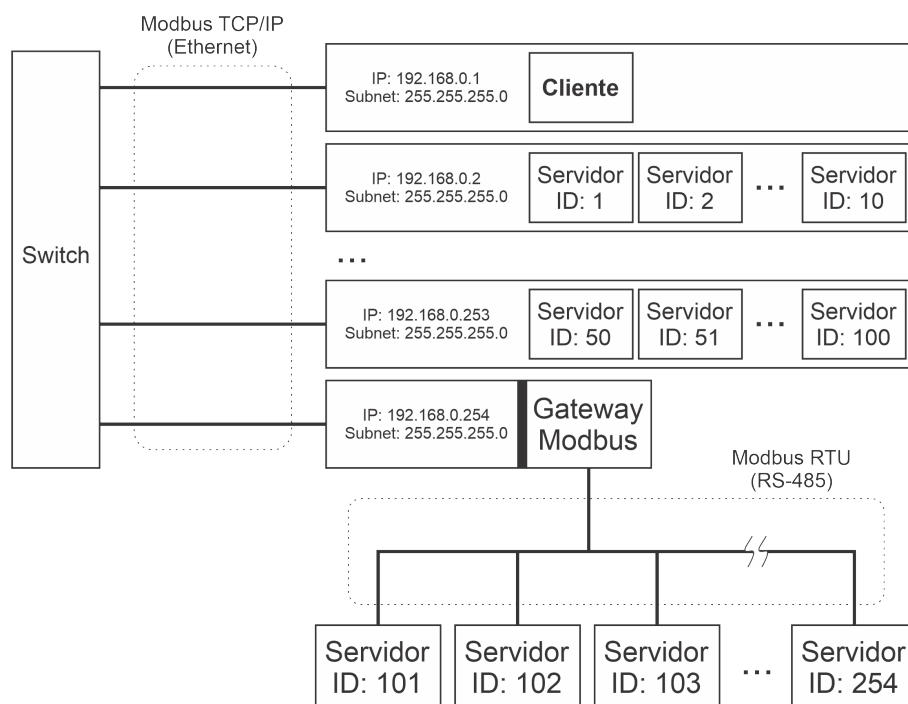 Modbus TCP/IP
(Ethernet)
Switch
IP: 192.168.0.1
Subnet: 255.255.255.0
Cliente
IP: 192.168.0.2
Subnet: 255.255.255.0
Servidor
ID: 1
Servidor
ID: 2
...
Servidor
ID: 10
...
IP: 192.168.0.253
Subnet: 255.255.255.0
Servidor
ID: 50
Servidor
ID: 51
...
Servidor
ID: 100
IP: 192.168.0.254
Subnet: 255.255.255.0
Gateway
Modbus
Modbus RTU
(RS-485)
Servidor
ID: 101
Servidor
ID: 102
Servidor
ID: 103
...
Servidor
ID: 254